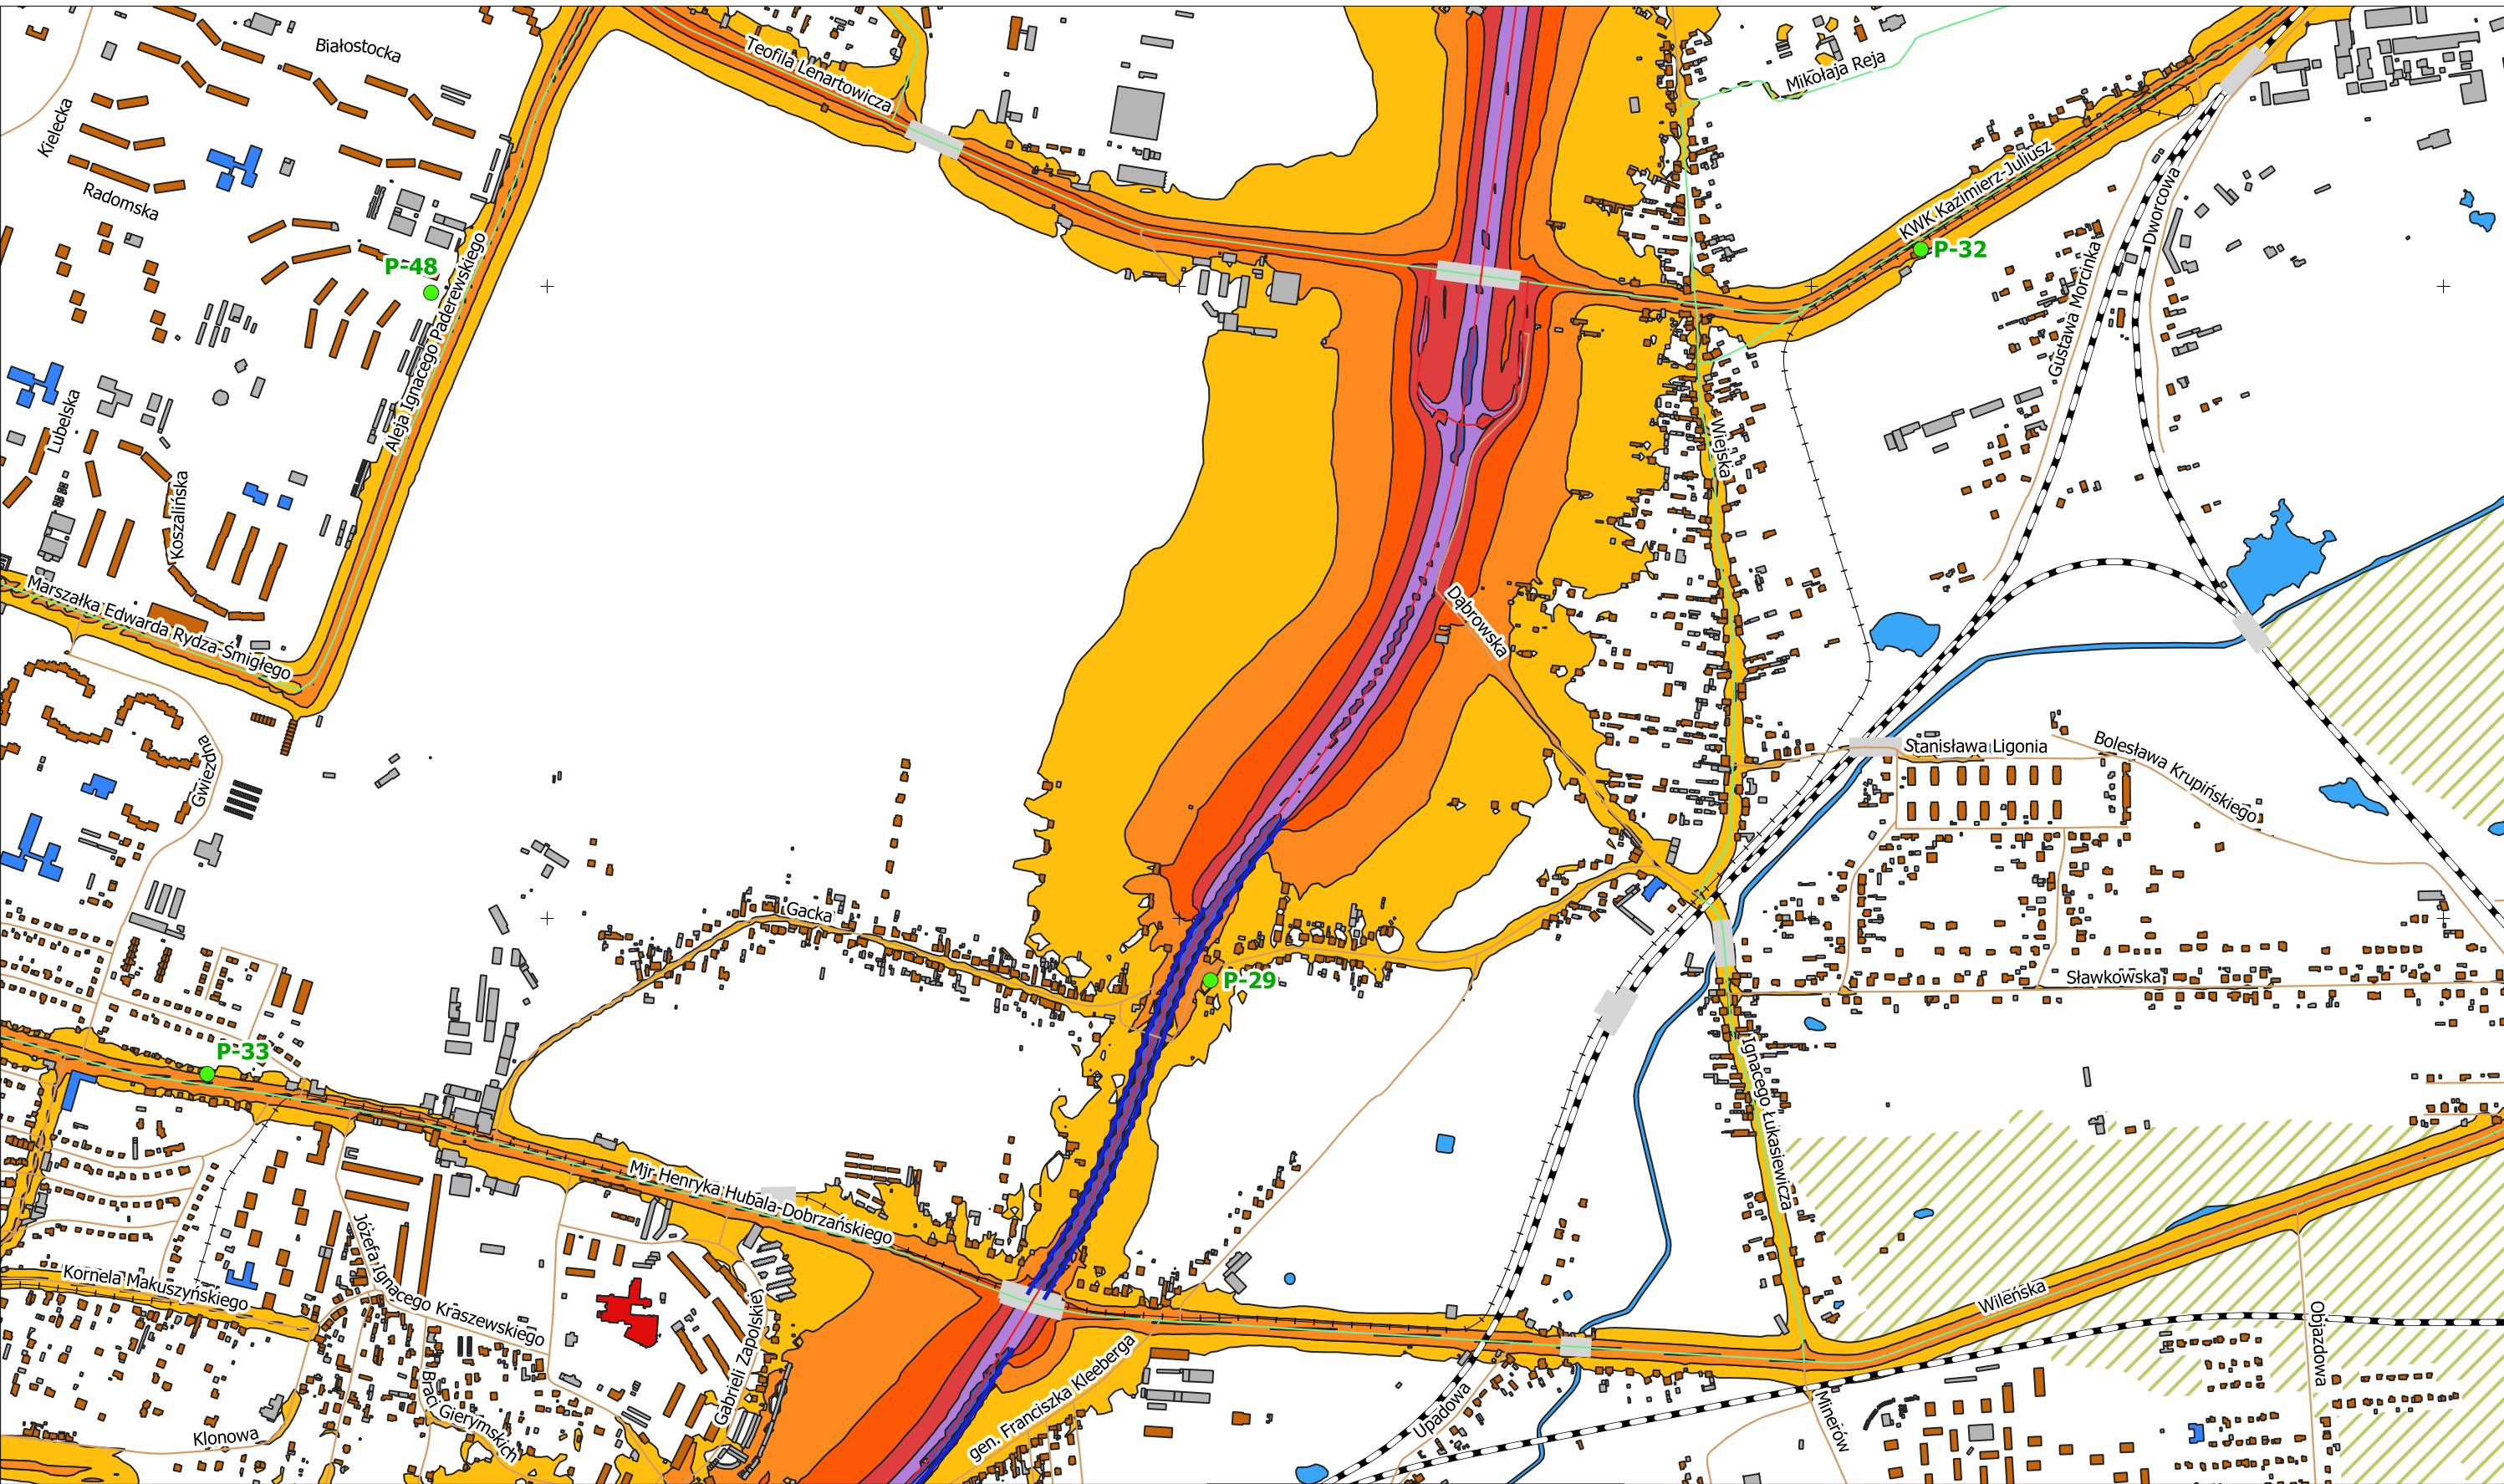 Białostocka
Teofila Lenartowicza
Mikołaja Reja
Kielecka
Radomska
KWK Kazimierz-Juliusz
Dworcowa
P-32
P-48
Gustawa Morcinka
Aleja Ignacego Paderewskiego
Lubelska
Wiejska
Koszalińska
Marszałka Edwarda Rydza-Śmigłego
Dąbrowska
Gwiezdna
Stanisława Ligonia
Bolesława Krupińskiego
Gacka
P-29
Sławkowska
P-33
Ignacego Łukasiewicza
Mjr Henryka Hubala-Dobrzańskiego
Józefa Ignacego Kraszewskiego
Kornela Makuszyńskiego
Gabrieli Zapolskiej
Wileńska
Objazdowa
gen. Franciszka Kleeberga
Braci Gierymskich
Upadowa
Minerów
Klonowa